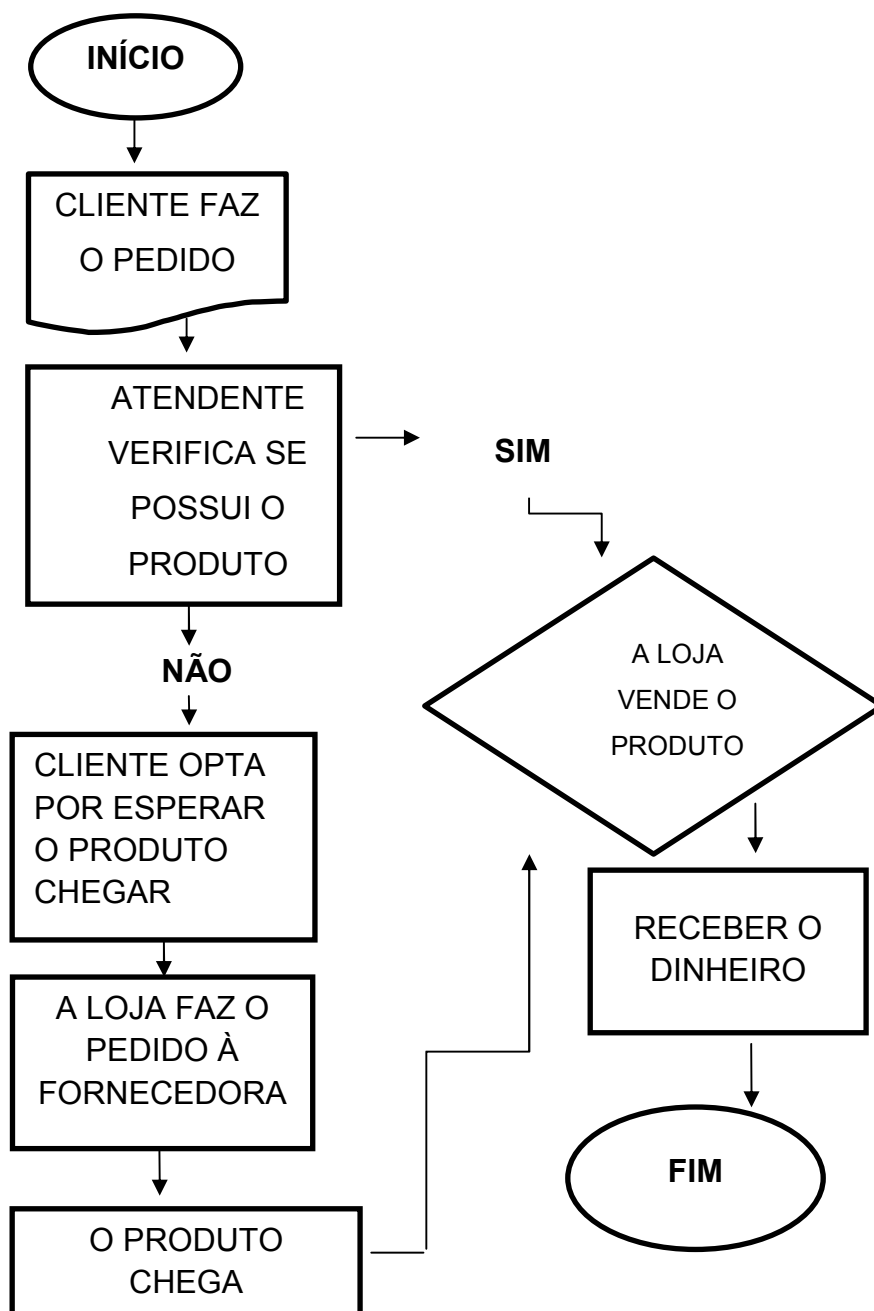 INÍCIO
CLIENTE FAZ
O PEDIDO
ATENDENTE
VERIFICA SE
POSSUI O
PRODUTO
SIM
NÃO
A LOJA
VENDE O
PRODUTO
CLIENTE OPTA
POR ESPERAR
O PRODUTO
CHEGAR
RECEBER O
DINHEIRO
A LOJA FAZ O
PEDIDO À
FORNECEDORA
FIM
O PRODUTO
CHEGA